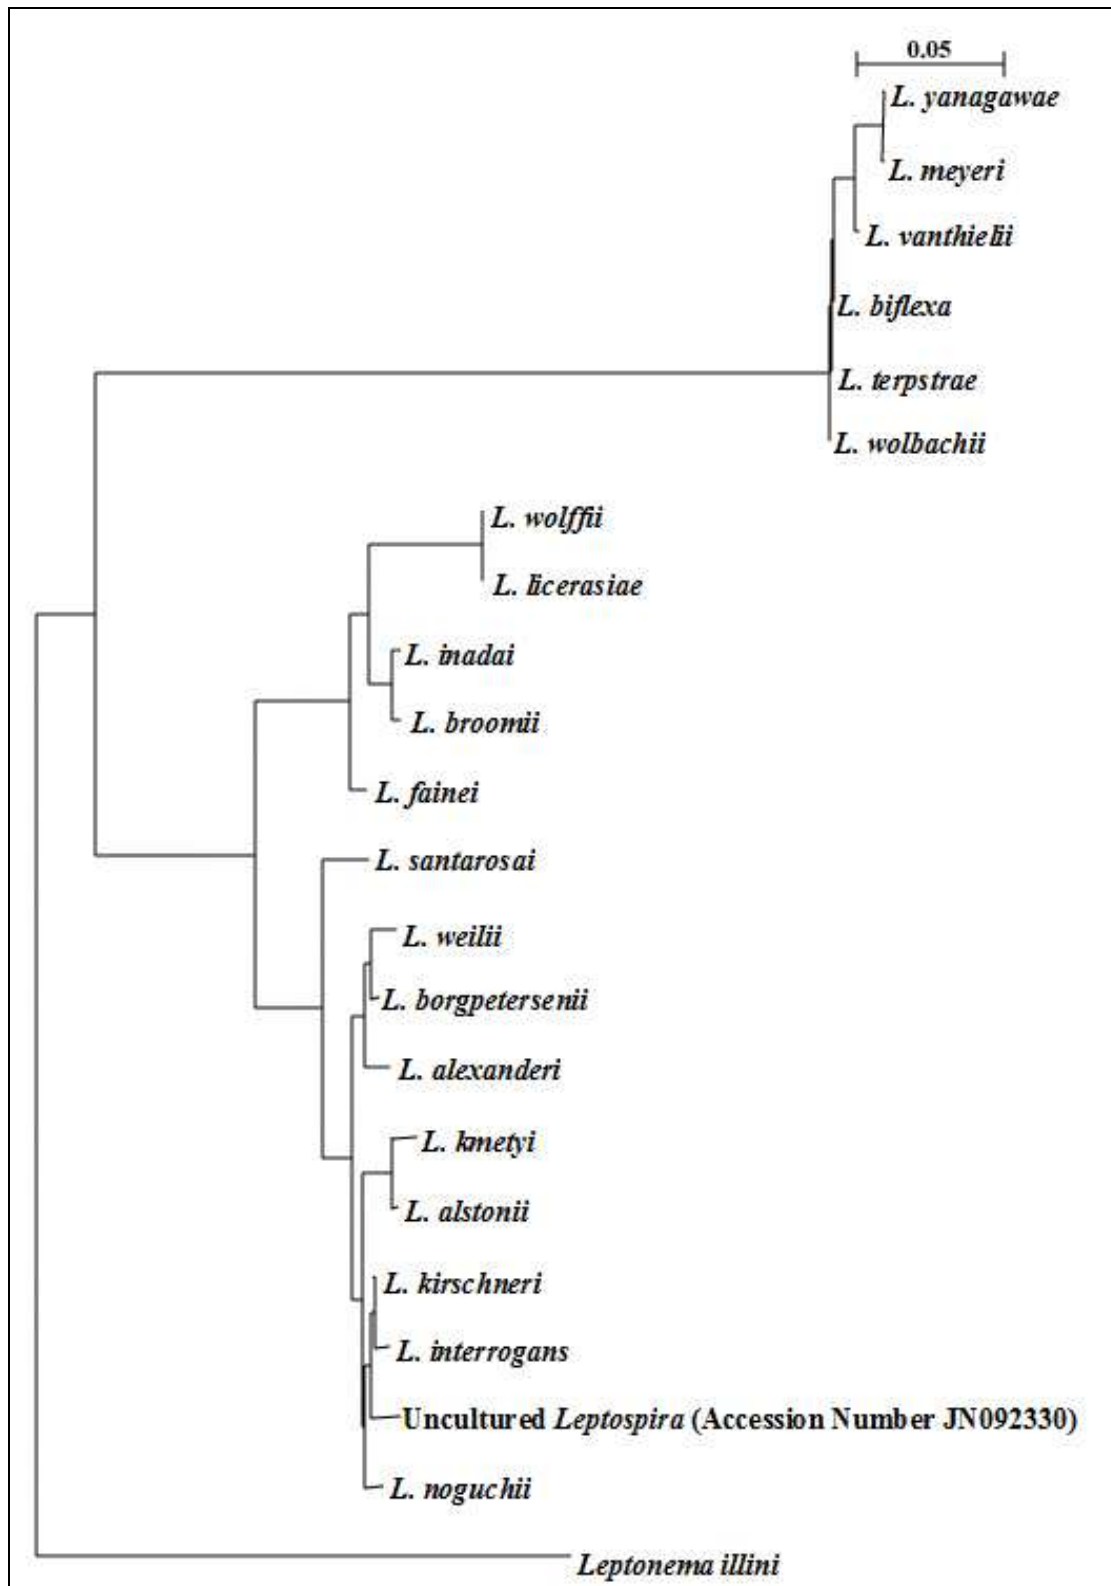 0.05
L. yanagawae
L. meyeri
L. vanthielii
L. biflexa
L. terpstrae
L. wolbachii
L. wolffii
L. licerasiae
L. inadai
L. broomii
L. fainei
L. santarosai
L. weilii
L. borgpetersenii
L. alexanderi
L. kmetyi
L. alstonii
L. kirschneri
L. interrogans
Uncultured Leptospira (Accession Number JN092330)
L. noguchii
Leptonema illini